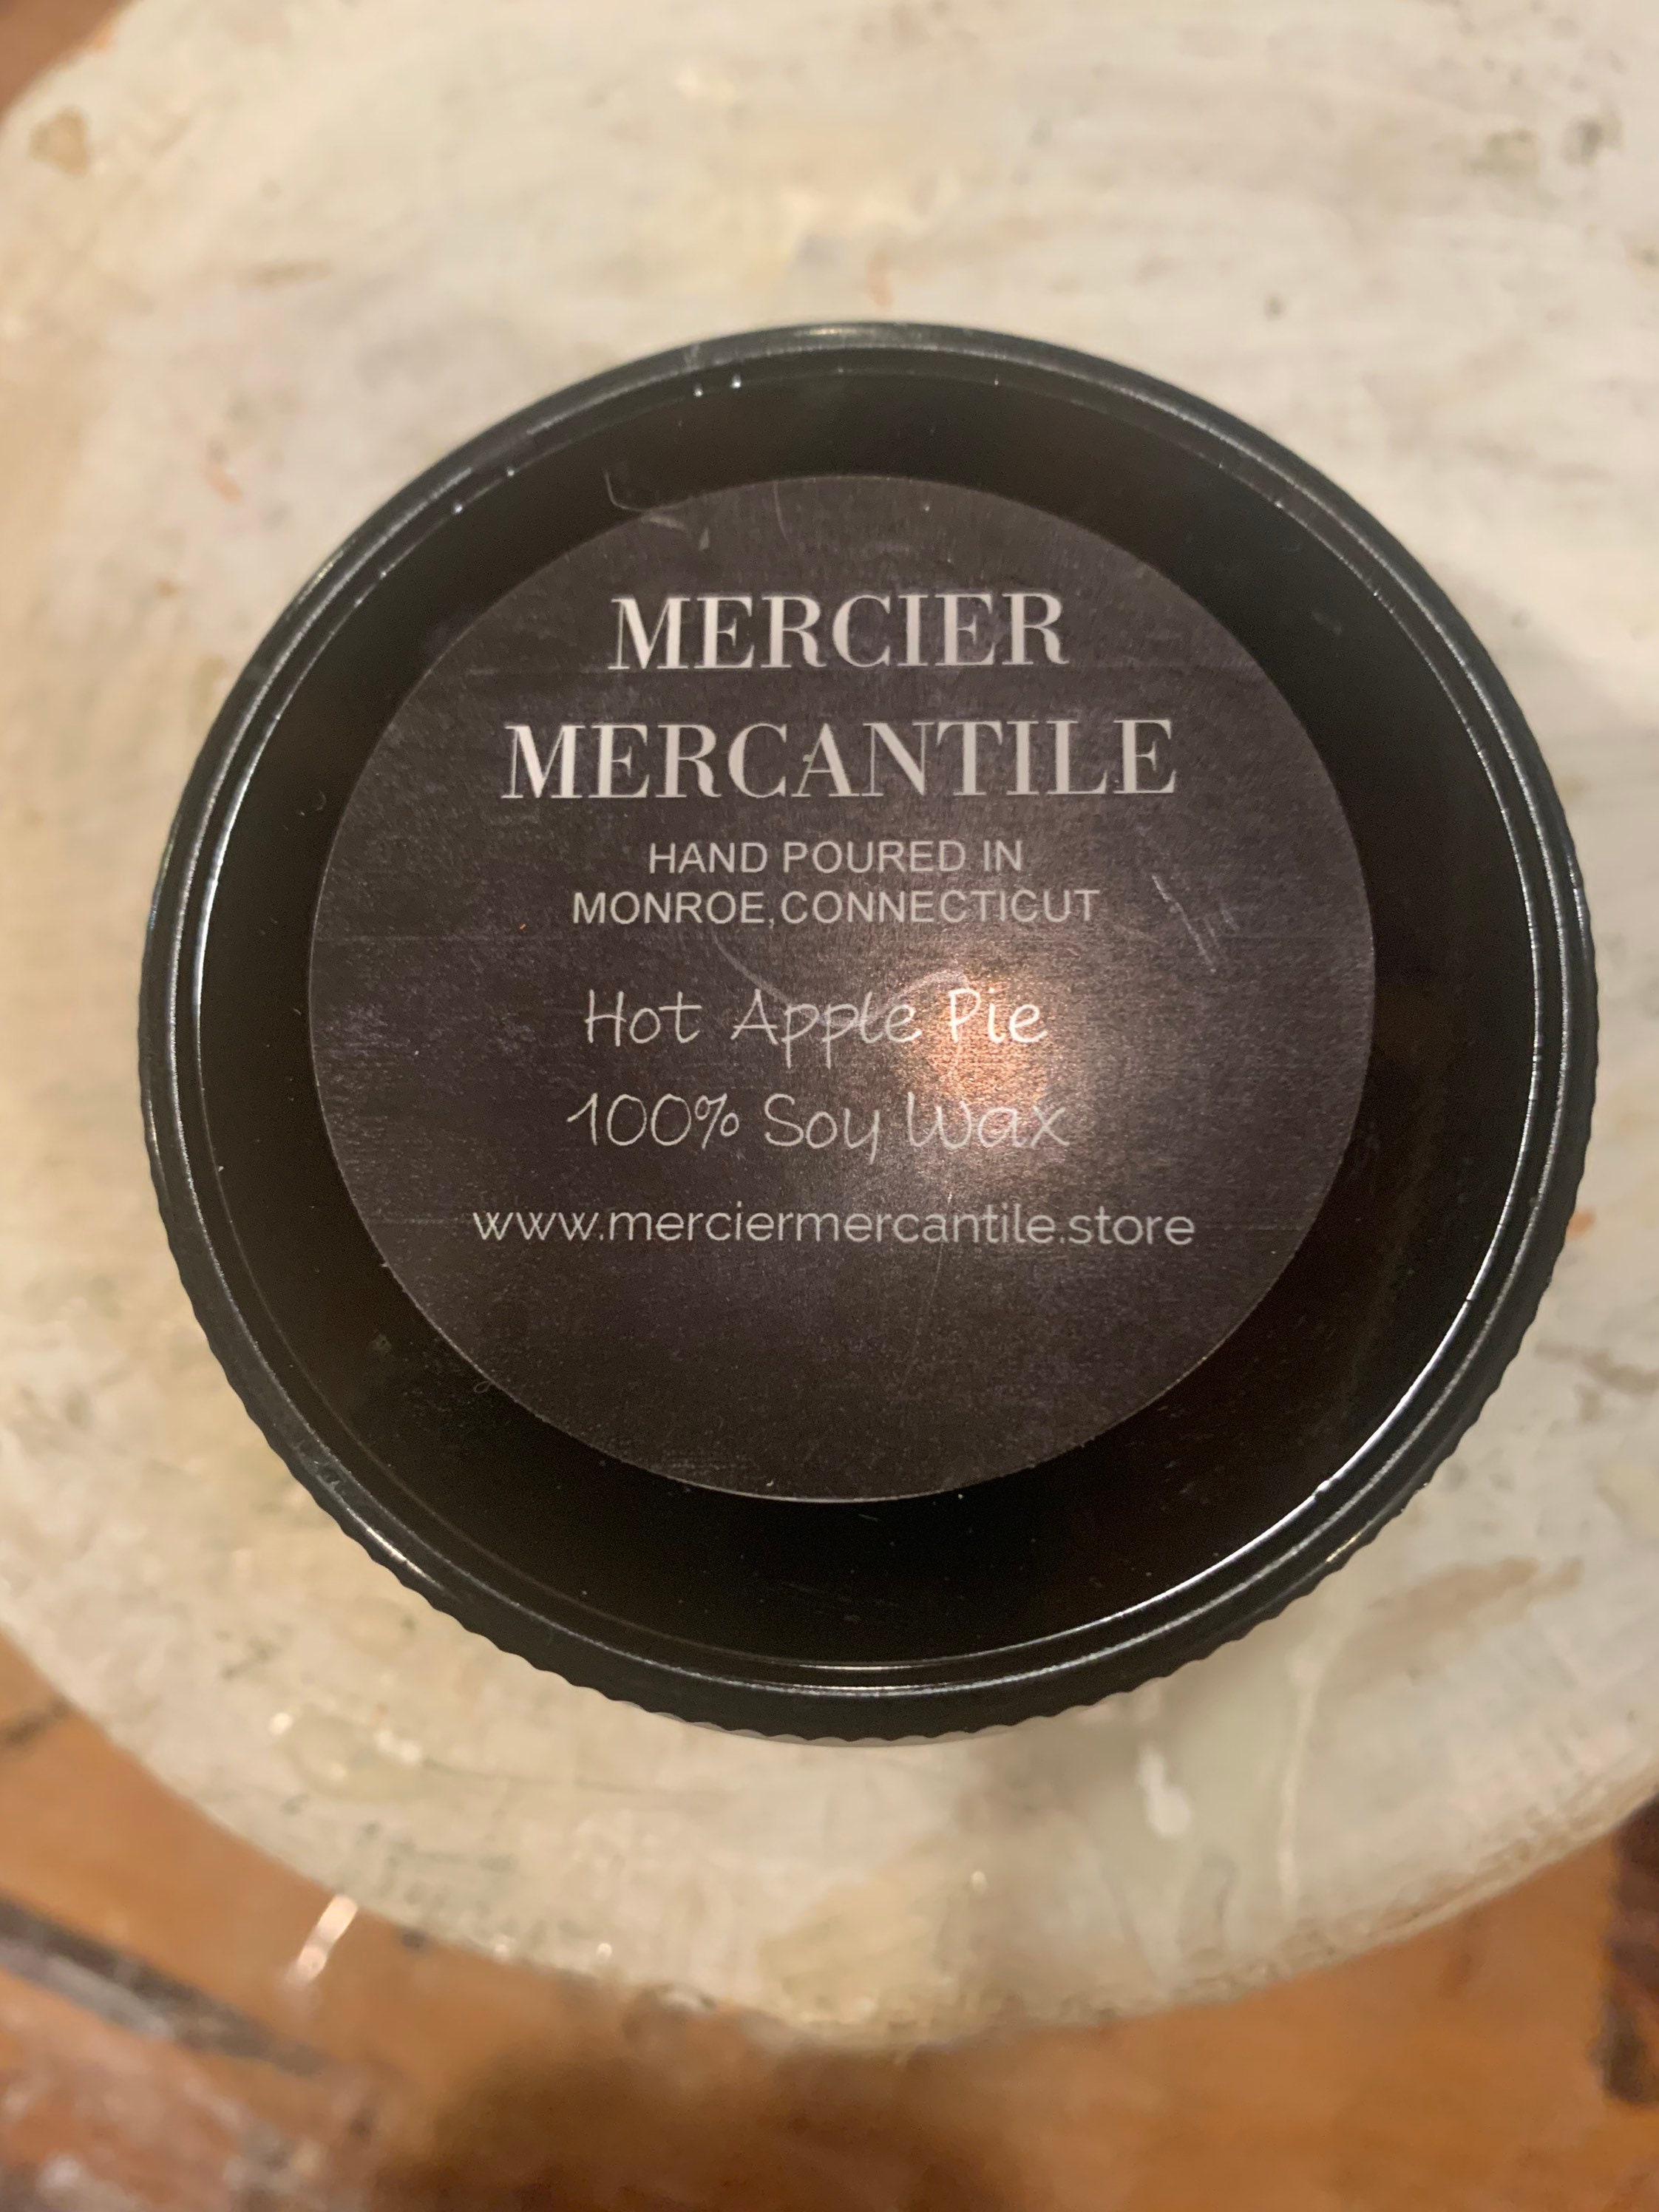 MERCIER
MERCANTILE
HAND POURED IN
MONROE,CONNECTICUT
Hot Apple Pie
100% Soy Wax
www.merciermercantile.store